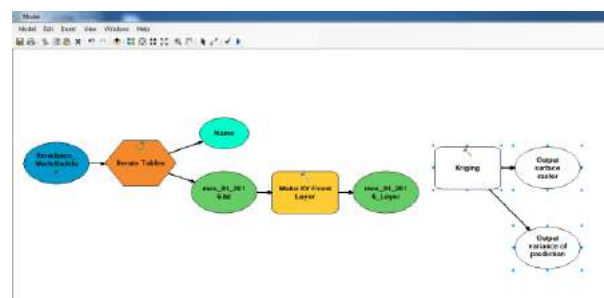 Model
Model Edit Insert View Windows Help
Name
Iterate Tables
Make XY Event
Layer
Kriging
Output
surface
raster
Output
variance of
prediction